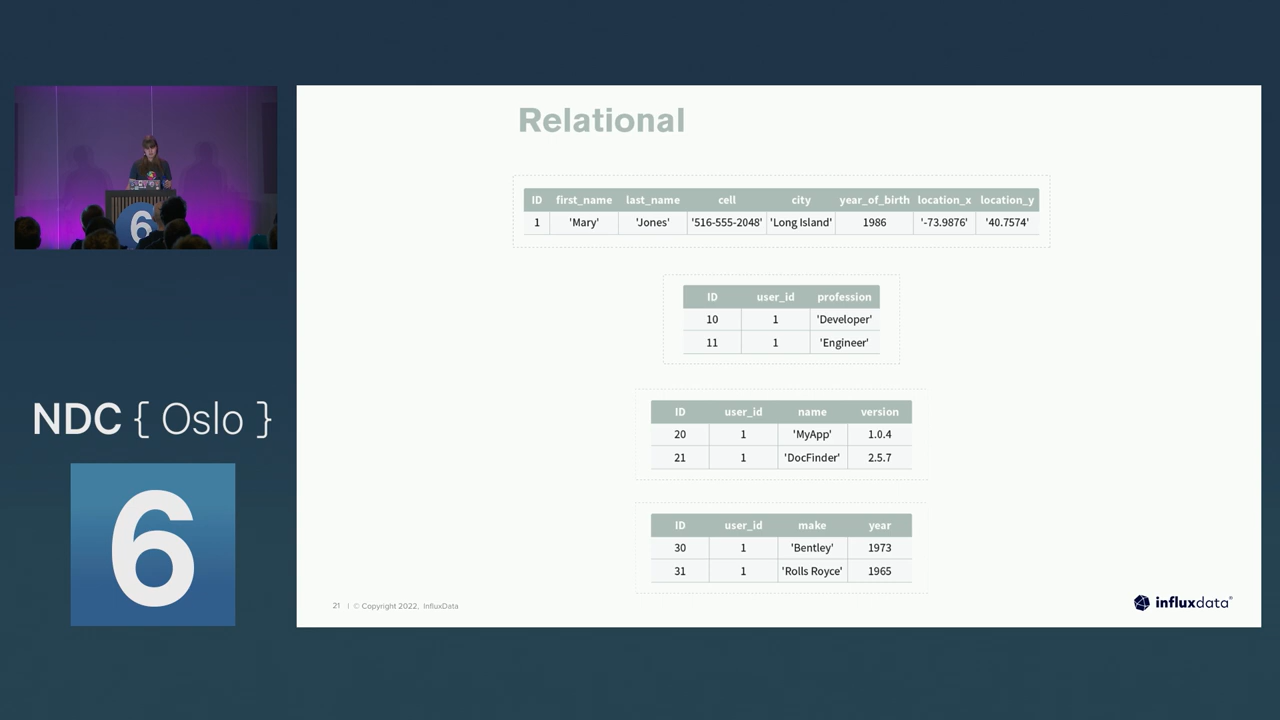 Relational
ID first_name last_name cell city year_of_birth location_x location_y
1 'Mary' 'Jones' '516-555-2048' 'Long Island' 1986 '-73.9876' '40.7574'
ID user_id profession
10 1 'Developer'
11 1 'Engineer'
ID user_id name version
20 1 'MyApp' 1.0.4
21 1 'DocFinder' 2.5.7
ID user_id make year
30 1 'Bentley' 1973
31 1 'Rolls Royce' 1965
21 | © Copyright 2022, InfluxData
influxdata®
6
NDC { Oslo }
6